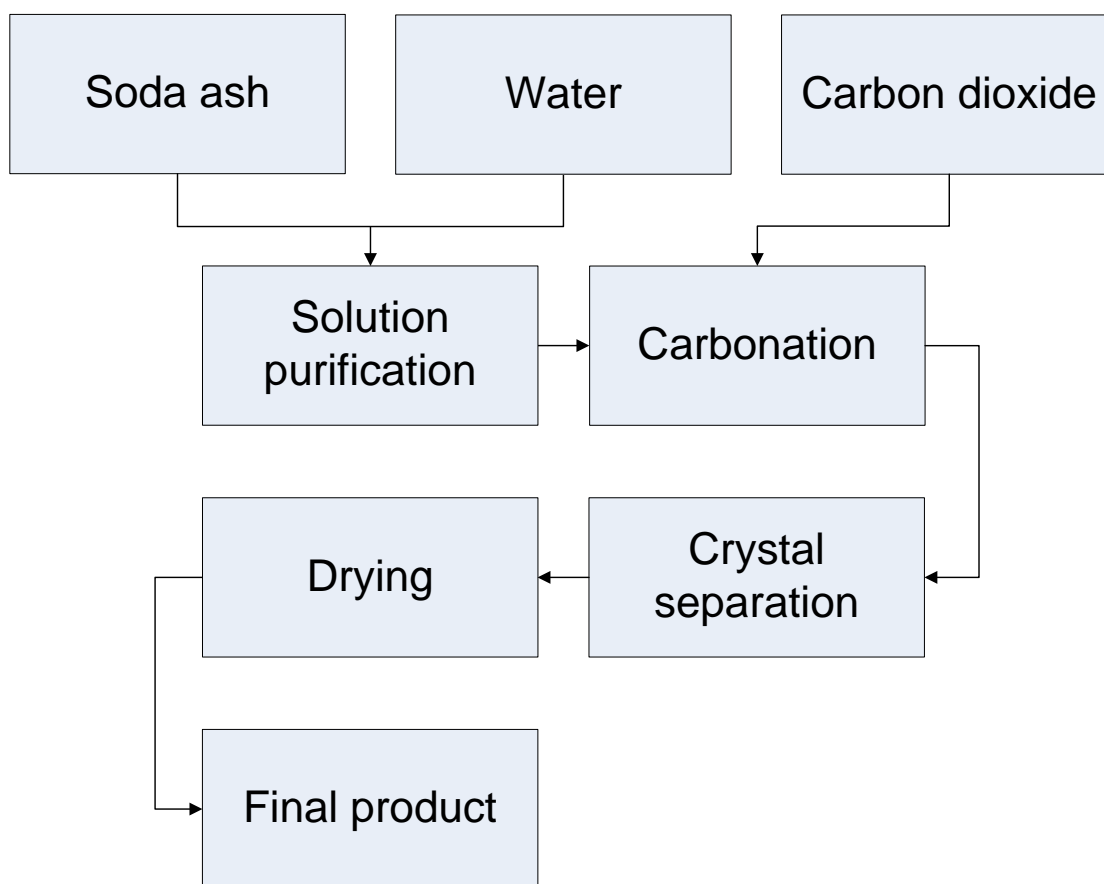 Soda ash
Water
Carbon dioxide
Solution
purification
Carbonation
Drying
Crystal
separation
Final product